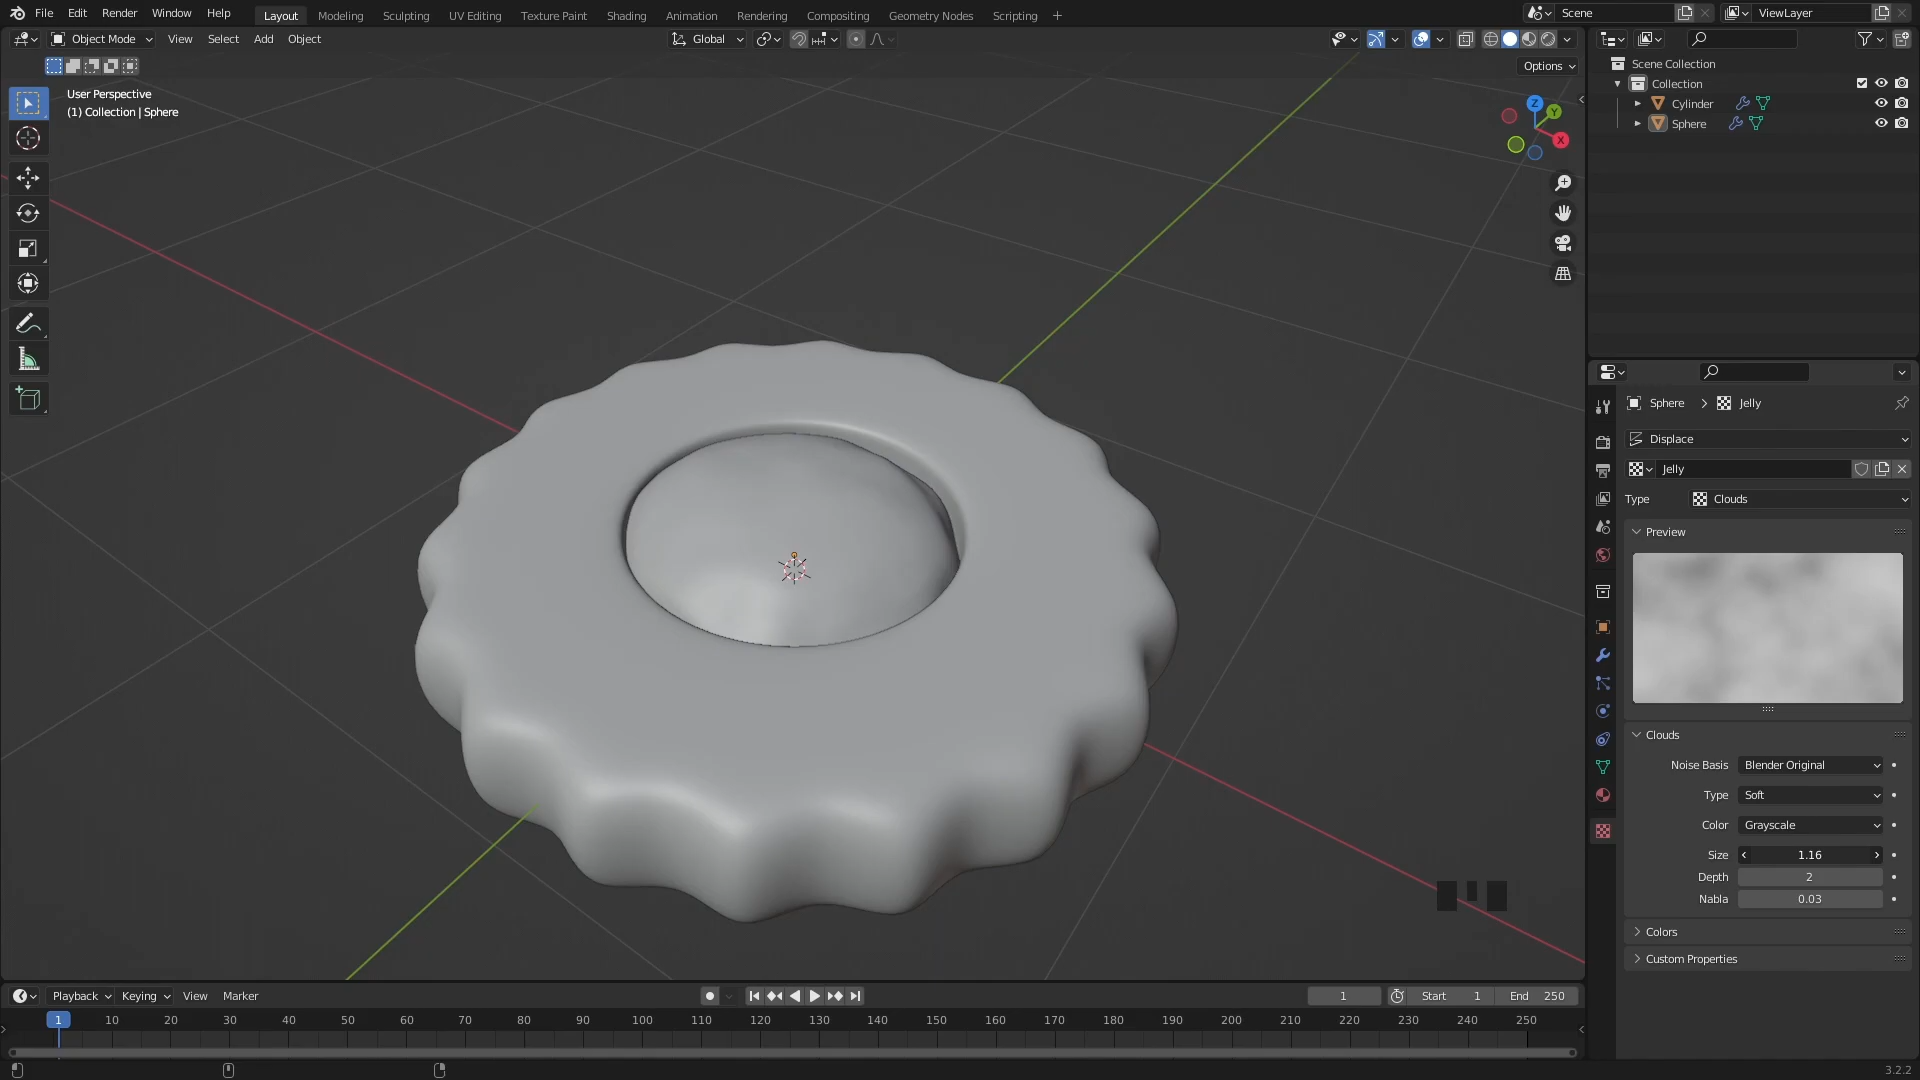 File Edit Render Window Help Layout Modeling Sculpting UV Editing Texture Paint Shading Animation Rendering Compositing Geometry Nodes Scripting + Scene ViewLayer
Object Mode View Select Add Object Global
Options
User Perspective
(1) Collection | Sphere
Z Y X
Scene Collection
Collection
Cylinder
Sphere
Sphere > Jelly
Displace
Jelly
Type Clouds
Preview
Clouds
Noise Basis Blender Original
Type Soft
Color Grayscale
Size 1.16
Depth 2
Nabla 0.03
Colors
Custom Properties
Playback Keying View Marker 1 Start 1 End 250
1 10 20 30 40 50 60 70 80 90 100 110 120 130 140 150 160 170 180 190 200 210 220 230 240 250
3.2.2